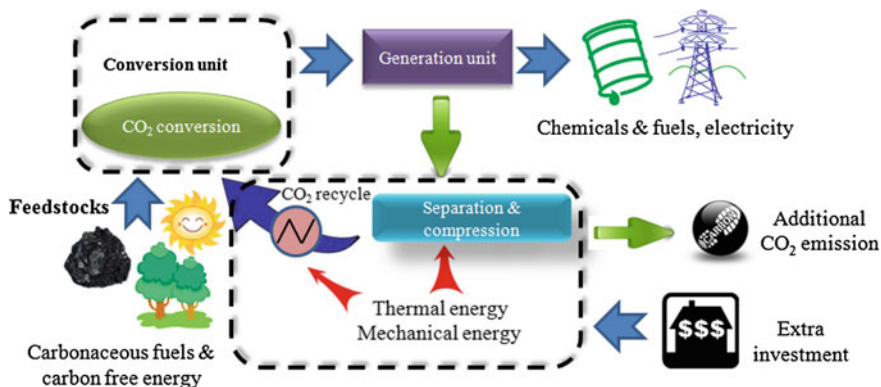 Conversion unit
CO₂ conversion
Generation unit
Chemicals & fuels, electricity
Feedstocks
CO₂ recycle
Separation &
compression
Additional
CO₂ emission
Thermal energy
Mechanical energy
Carbonaceous fuels &
carbon free energy
$$$
Extra
investment